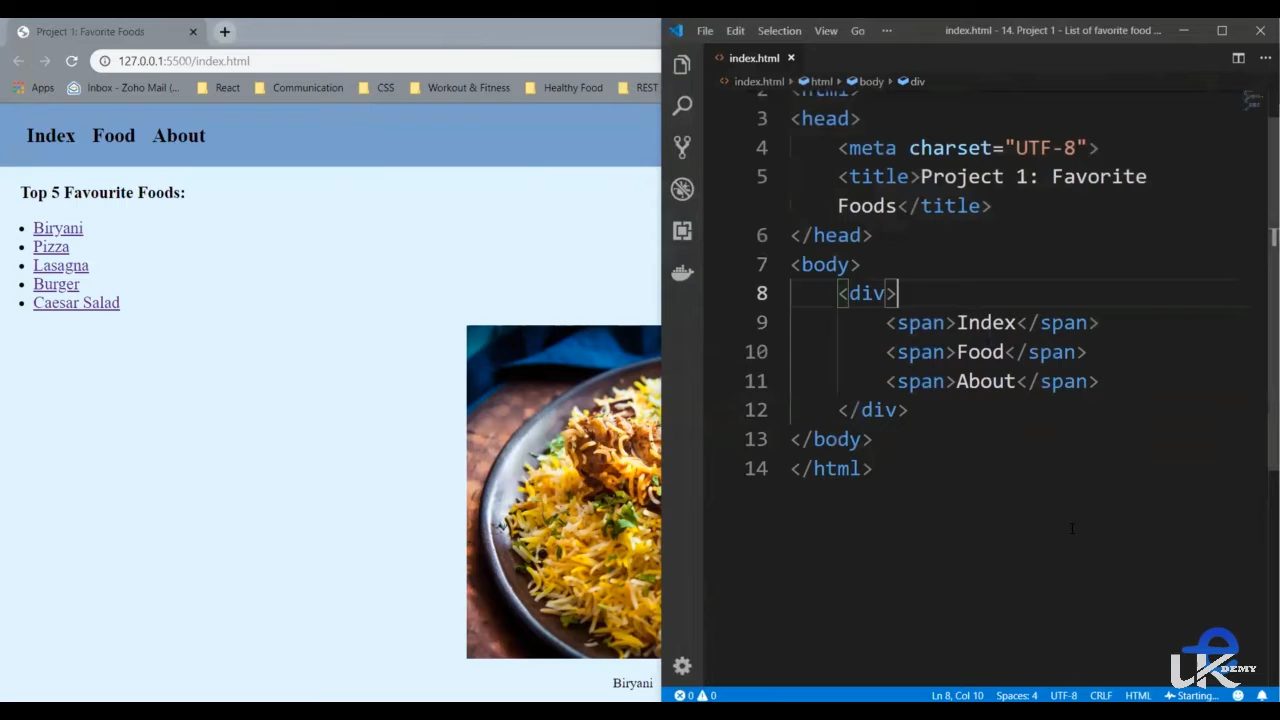 Project 1: Favorite Foods
127.0.0.1:5500/index.html
Apps Inbox - Zoho Mail (... React Communication CSS Workout & Fitness Healthy Food REST
Index Food About
Top 5 Favourite Foods:
Biryani
Pizza
Lasagna
Burger
Caesar Salad
Biryani
File Edit Selection View Go ··· index.html - 14. Project 1 - List of favorite food ...
index.html
index.html html body div
2 <html>
3 <head>
4 <meta charset="UTF-8">
5 <title>Project 1: Favorite
Foods</title>
6 </head>
7 <body>
8 <div>
9 <span>Index</span>
10 <span>Food</span>
11 <span>About</span>
12 </div>
13 </body>
14 </html>
UK DEMY
0 0 Ln 8, Col 10 Spaces: 4 UTF-8 CRLF HTML Starting...